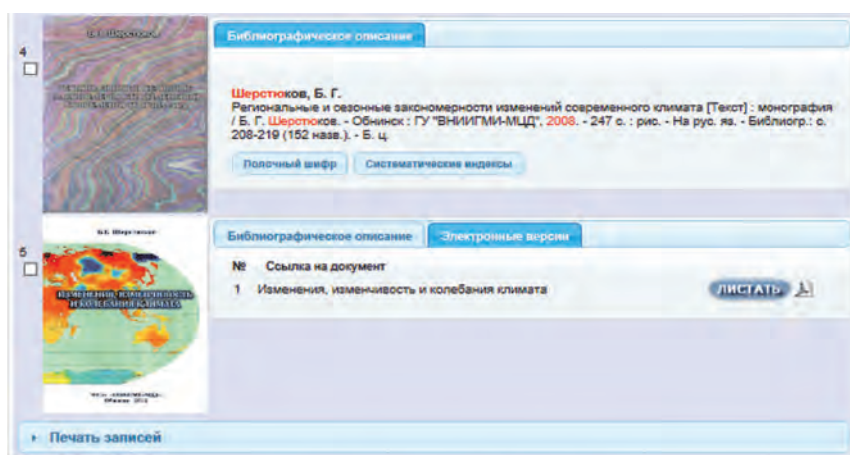 Библиографическое описание
4
Шерстюков, Б. Г.
Региональные и сезонные закономерности изменений современного климата [Текст] : монография
/ Б. Г. Шерстюков. - Обнинск : ГУ "ВНИИГМИ-МЦД", 2008. - 247 с. : рис. - На рус. яз. - Библиогр.: с.
208-219 (152 назв.). - Б. ц.
Полочный шифр Систематические индексы
Библиографическое описание Электронные версии
5
№ Ссылка на документ
1 Изменения, изменчивость и колебания климата ЛИСТАТЬ
ИЗМЕНЕНИЯ, ИЗМЕНЧИВОСТЬ
И КОЛЕБАНИЯ КЛИМАТА
Печать записей